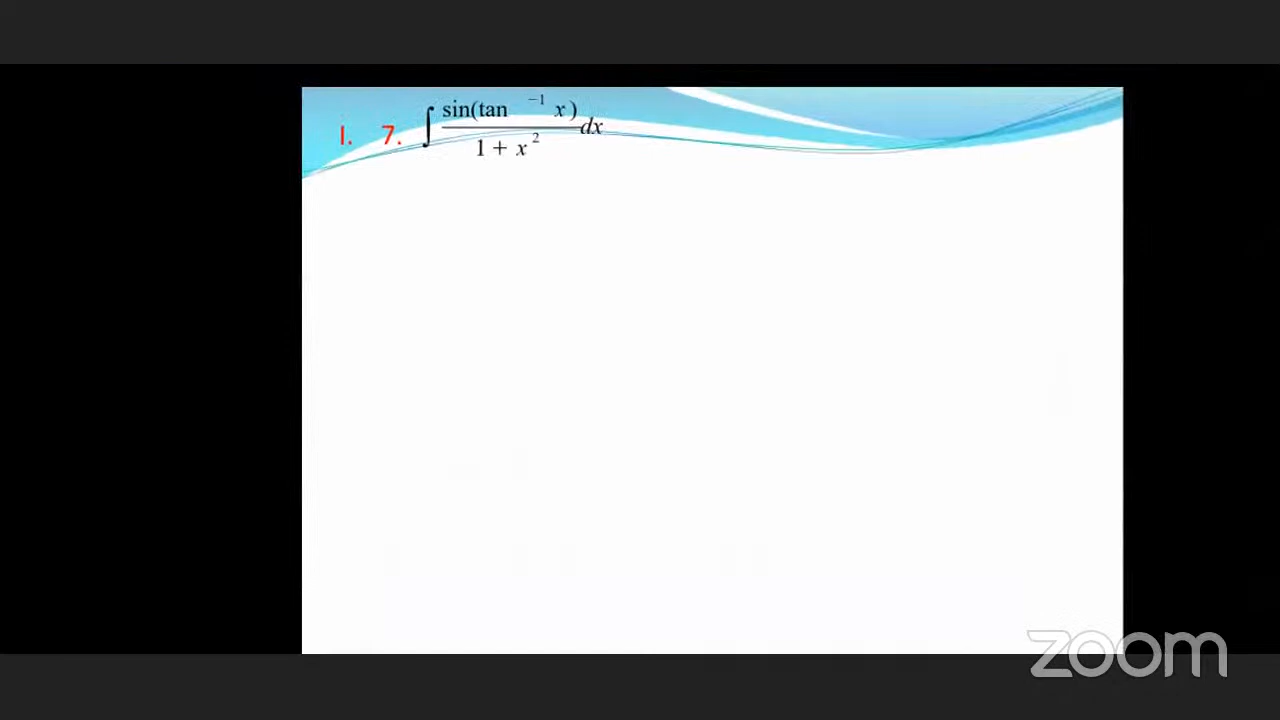 I. 7. ∫ sin(tan⁻¹ x) / 1 + x² dx
zoom